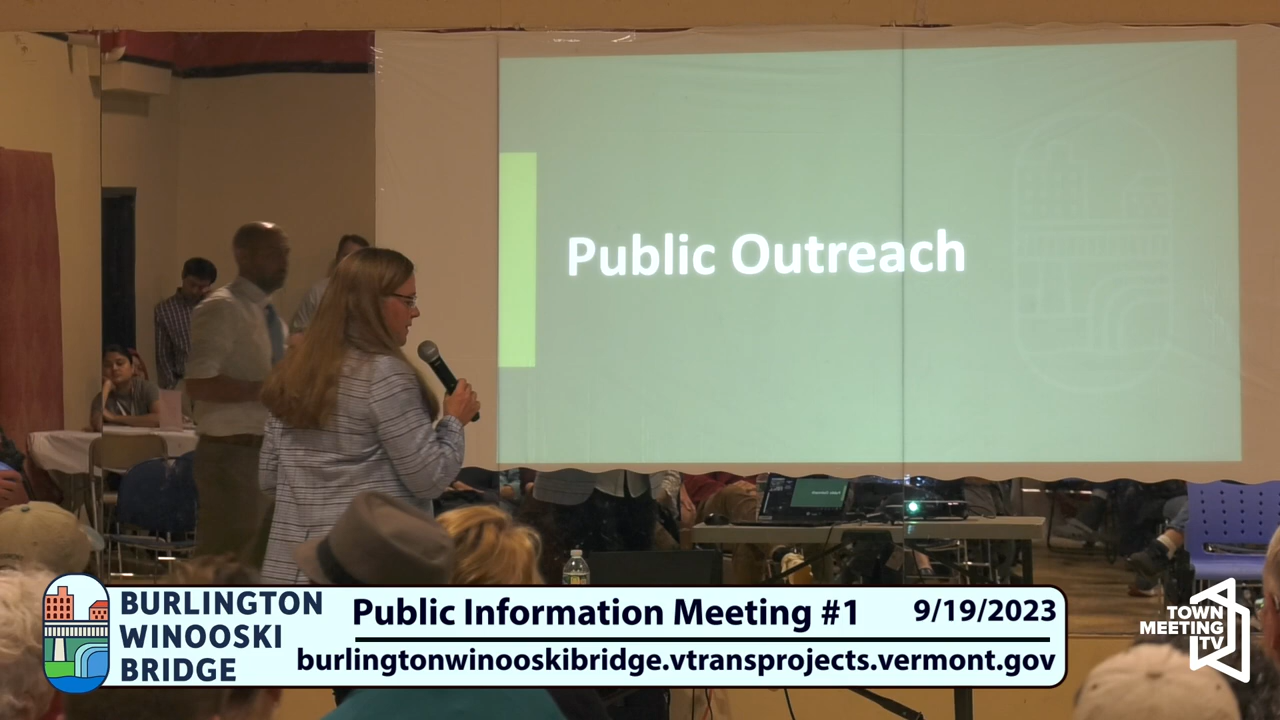 Public Outreach
BURLINGTON
WINOOSKI
BRIDGE
Public Information Meeting #1
9/19/2023
burlingtonwinooskibridge.vtransprojects.vermont.gov
TOWN
MEETING
TV